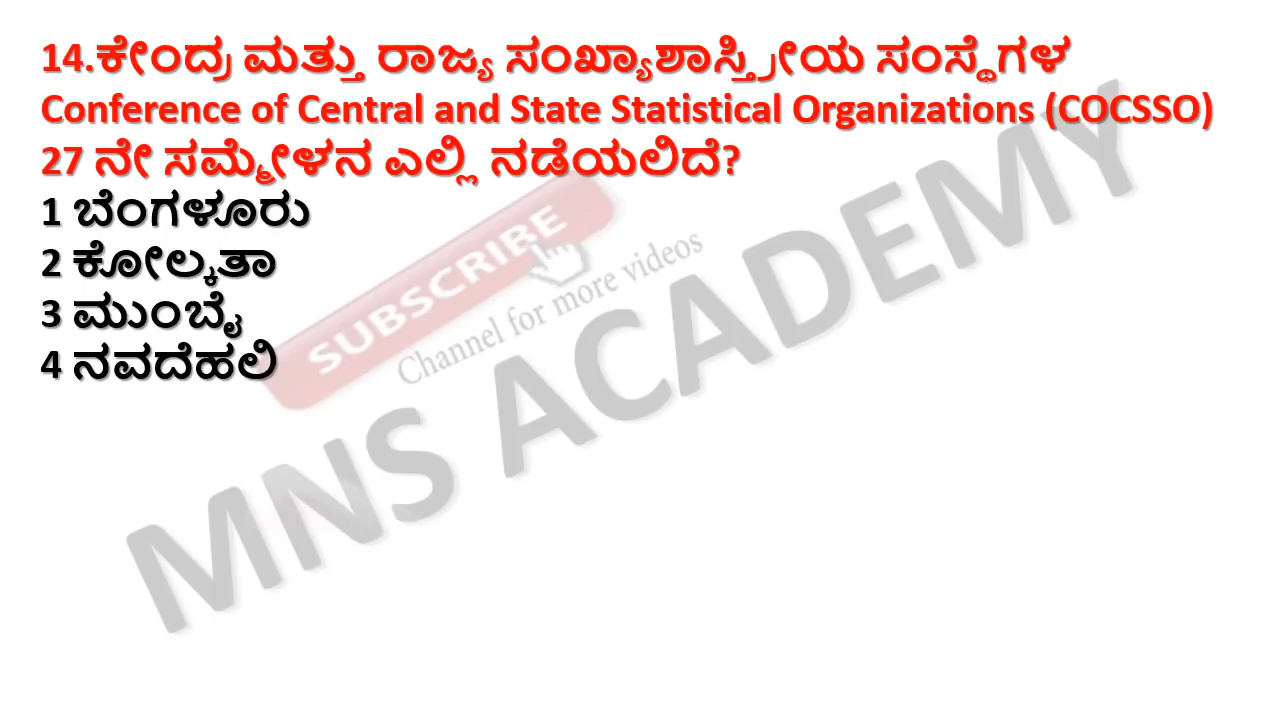 14.ಕೇಂದ್ರ ಮತ್ತು ರಾಜ್ಯ ಸಂಖ್ಯಾಶಾಸ್ತ್ರೀಯ ಸಂಸ್ಥೆಗಳ
Conference of Central and State Statistical Organizations (COCSSO)
27 ನೇ ಸಮ್ಮೇಳನ ಎಲ್ಲಿ ನಡೆಯಲಿದೆ?
1 ಬೆಂಗಳೂರು
2 ಕೋಲ್ಕತಾ
3 ಮುಂಬೈ
4 ನವದೆಹಲಿ
SUBSCRIBE
Channel for more videos
MNS ACADEMY